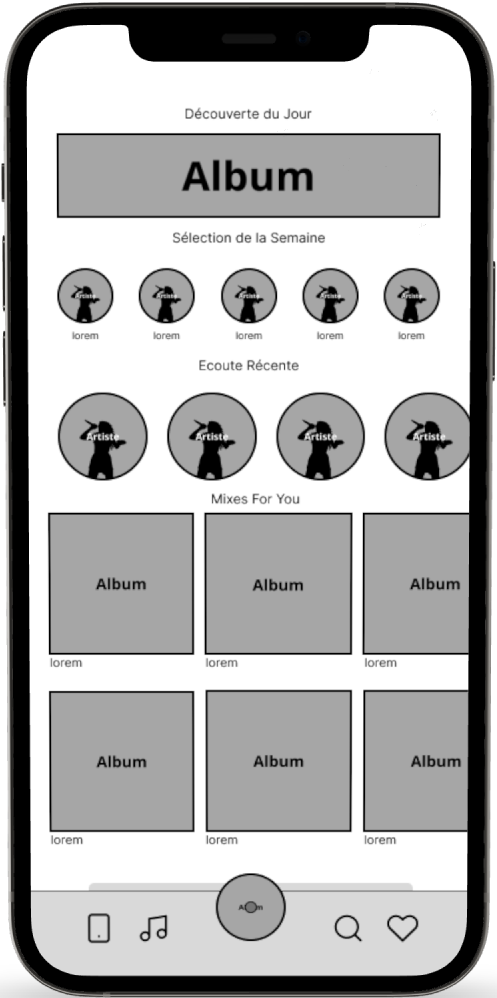 Découverte du Jour
Album
Sélection de la Semaine
Artiste Artiste Artiste Artiste Artiste
lorem lorem lorem lorem lorem
Ecoute Récente
Artiste Artiste Artiste Artiste
Mixes For You
Album Album Album
lorem lorem lorem
Album Album Album
lorem lorem lorem